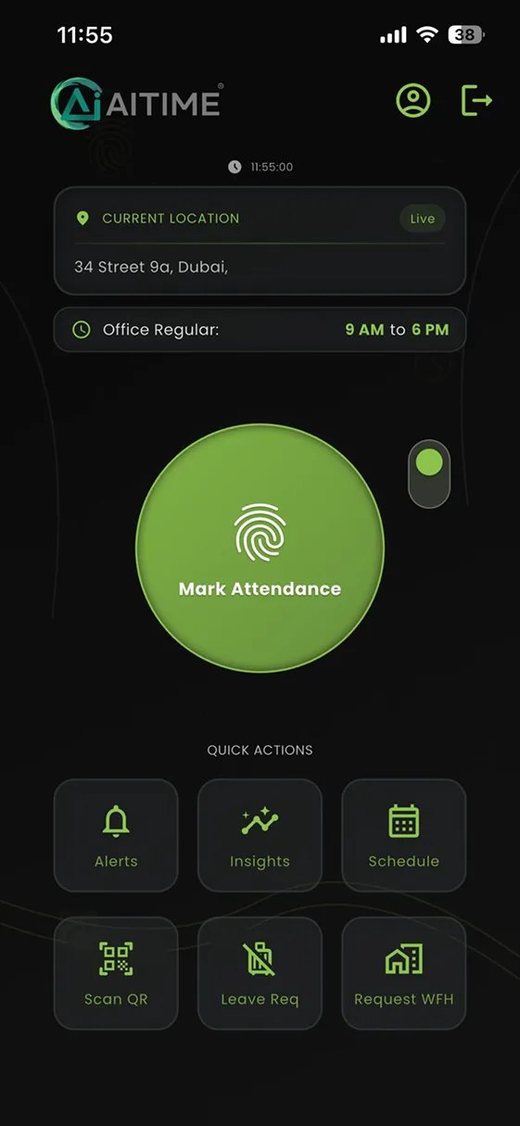 11:55
38
Ai AITIME®
11:55:00
CURRENT LOCATION Live
34 Street 9a, Dubai,
Office Regular: 9 AM to 6 PM
Mark Attendance
QUICK ACTIONS
Alerts Insights Schedule
Scan QR Leave Req Request WFH